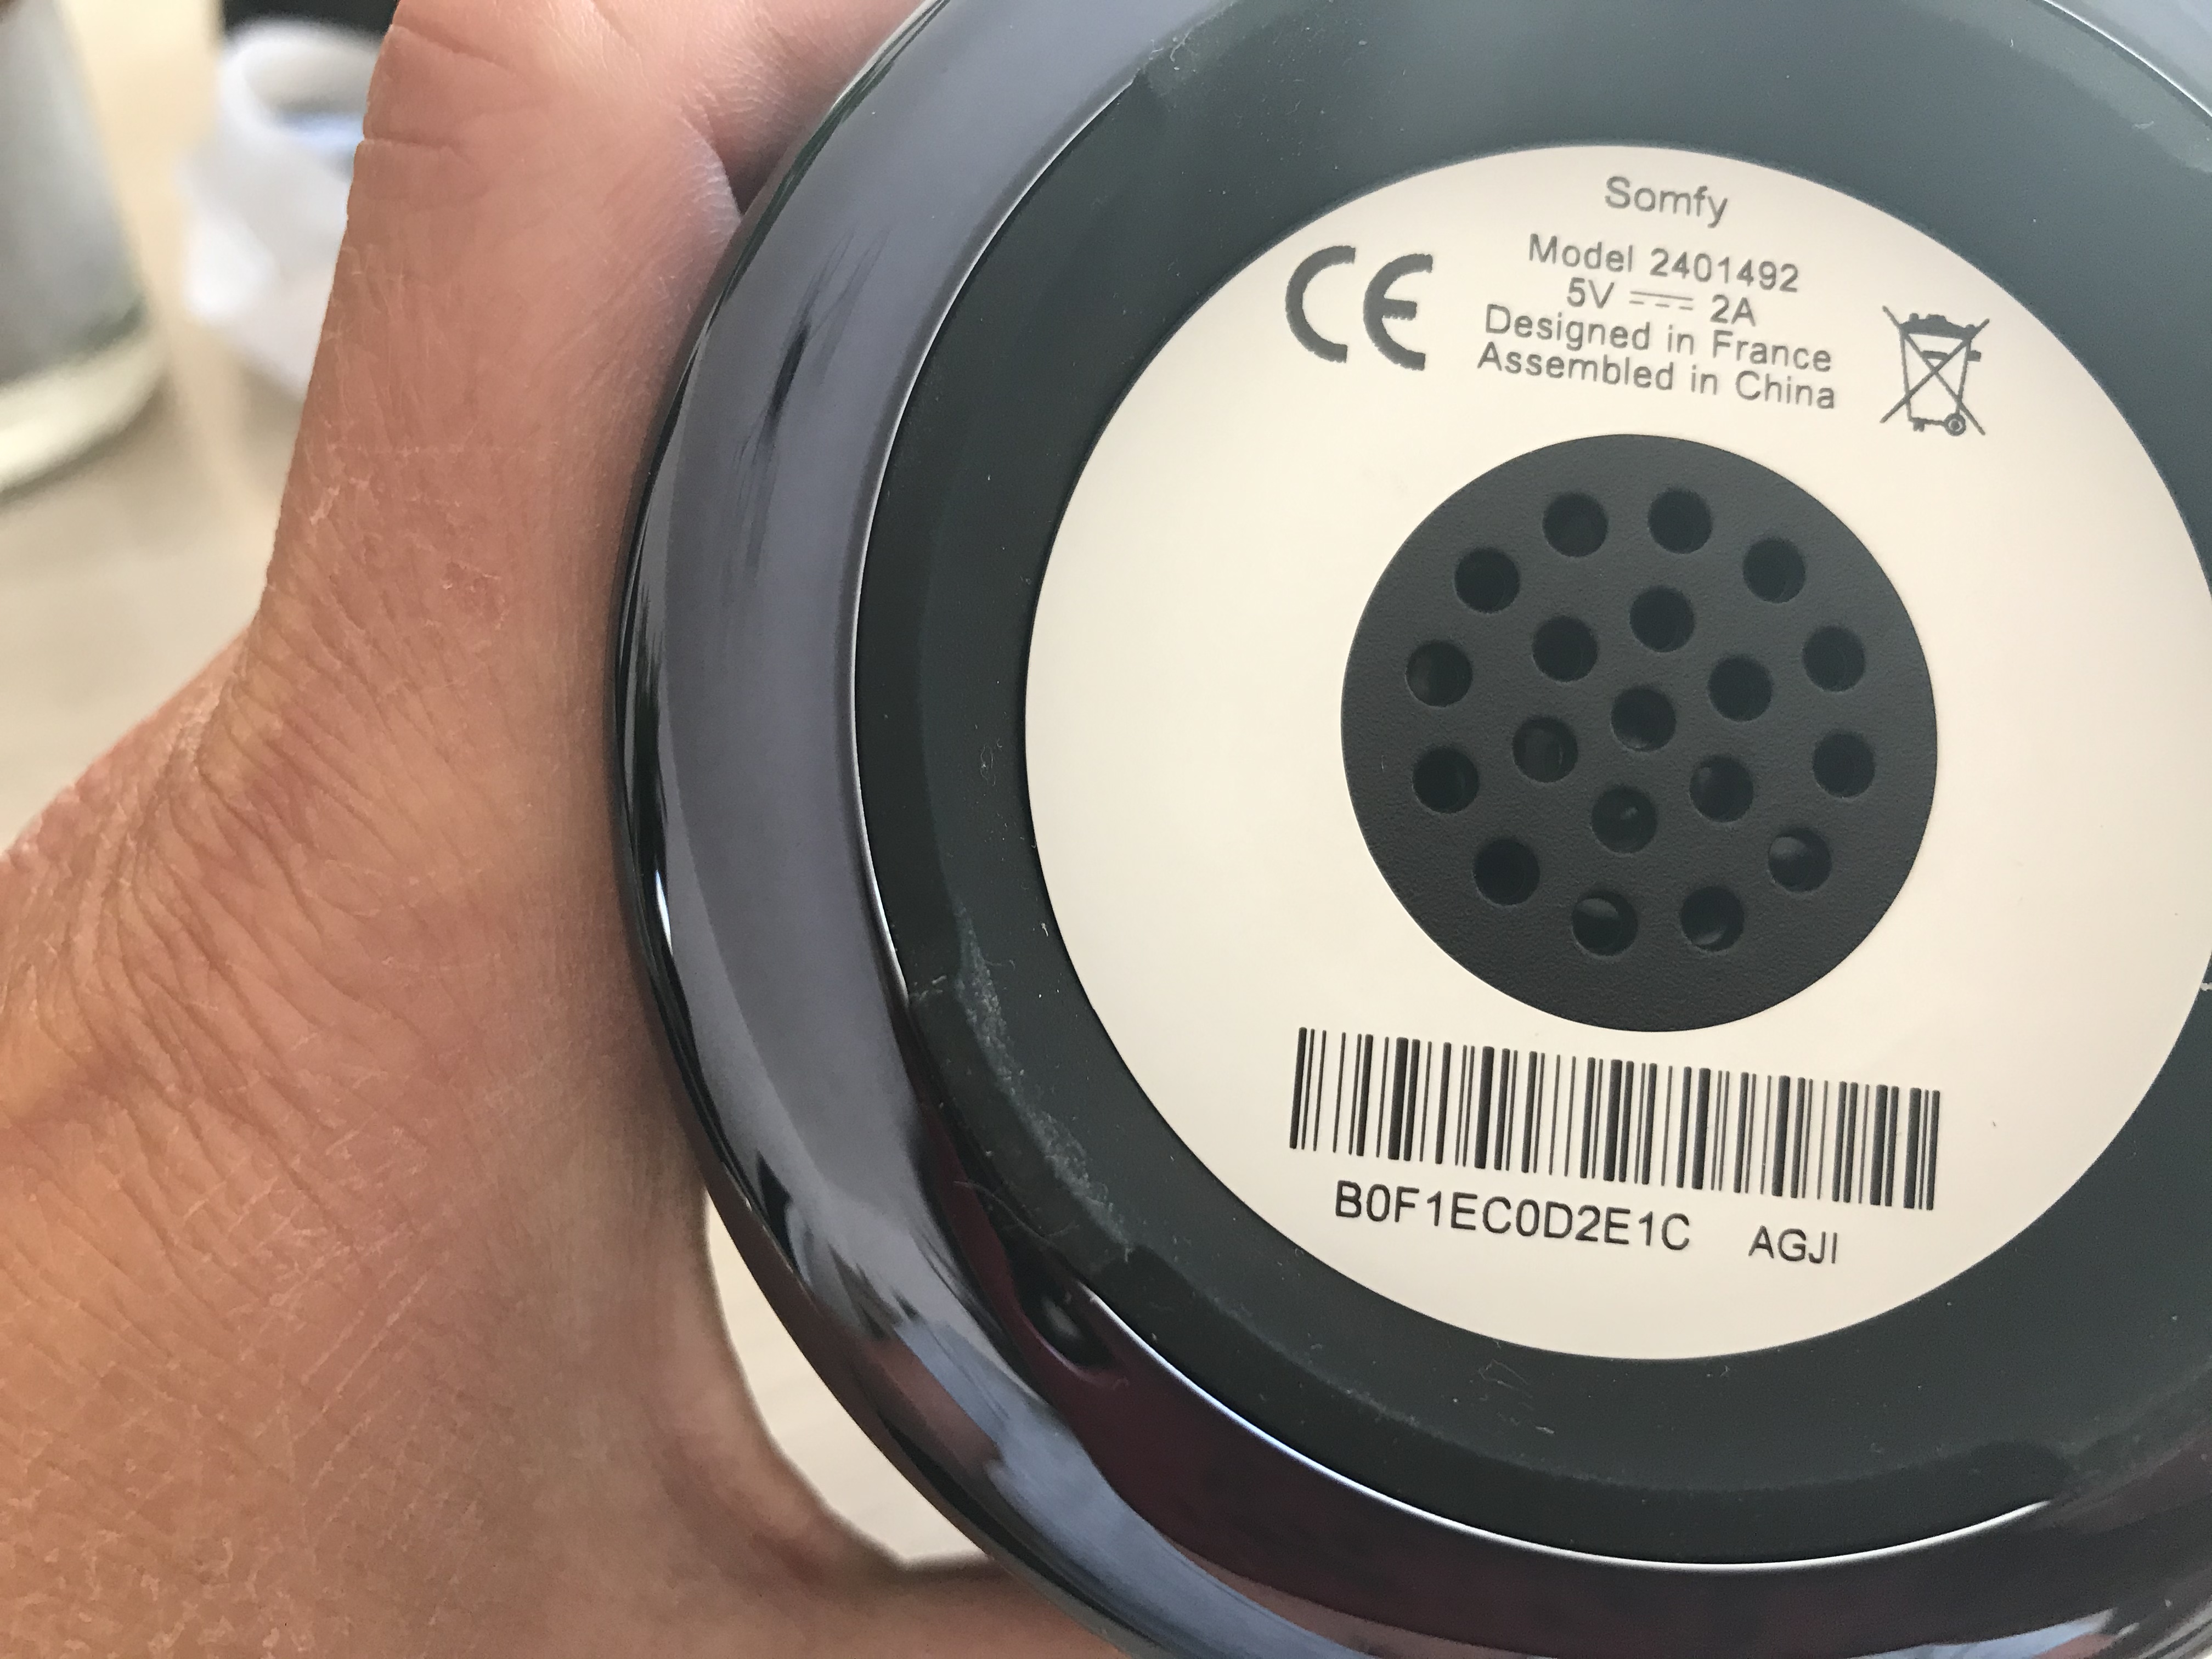 Somfy
CE
Model 2401492
5V ⎓ 2A
Designed in France
Assembled in China
B0F1EC0D2E1C AGJI